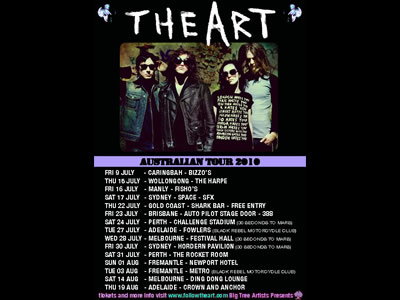 THE ART
AUSTRALIAN TOUR 2010
FRI 9 JULY - CARINGBAH - BIZZO'S
THU 15 JULY - WOLLONGONG - THE HARPE
FRI 16 JULY - MANLY - FISHO'S
SAT 17 JULY - SYDNEY - SPACE - SFX
THU 22 JULY - GOLD COAST - SHARK BAR - FREE ENTRY
FRI 23 JULY - BRISBANE - AUTO PILOT STAGE DOOR - 388
SAT 24 JULY - PERTH - CHALLENGE STADIUM (30 SECONDS TO MARS)
TUE 27 JULY - ADELAIDE - FOWLERS (BLACK REBEL MOTORCYCLE CLUB)
WED 28 JULY - MELBOURNE - FESTIVAL HALL (30 SECONDS TO MARS)
FRI 30 JULY - SYDNEY - HORDERN PAVILION (30 SECONDS TO MARS)
SAT 31 JULY - PERTH - THE ROCKET ROOM
SUN 01 AUG - FREMANTLE - NEWPORT HOTEL
TUE 03 AUG - FREMANTLE - METRO (BLACK REBEL MOTORCYCLE CLUB)
SAT 14 AUG - MELBOURNE - DING DONG LOUNGE
THU 19 AUG - ADELAIDE - CROWN AND ANCHOR
tickets and more info visit www.followtheart.com Big Tree Artists Presents